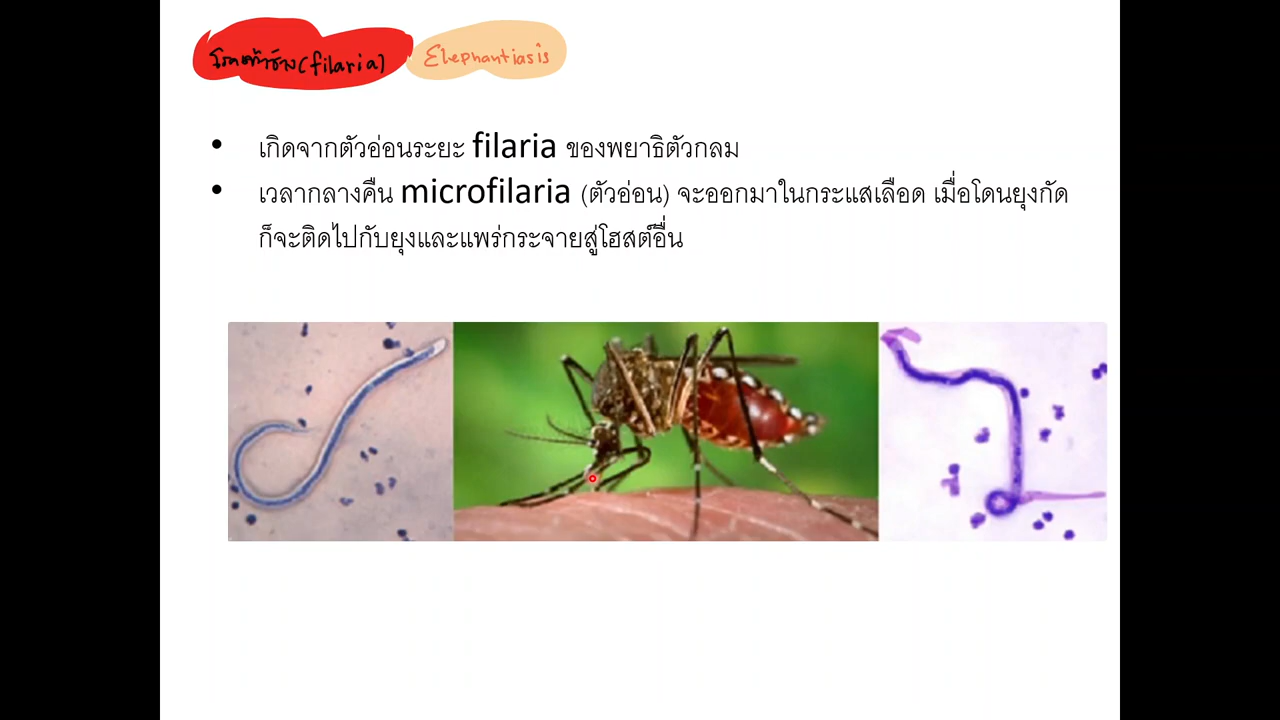 โรคเท้าช้าง(filaria) Elephantiasis
• เกิดจากตัวอ่อนระยะ filaria ของพยาธิตัวกลม
• เวลากลางคืน microfilaria (ตัวอ่อน) จะออกมาในกระแสเลือด เมื่อโดนยุงกัด
ก็จะติดไปกับยุงและแพร่กระจายสู่โฮสต์อื่น